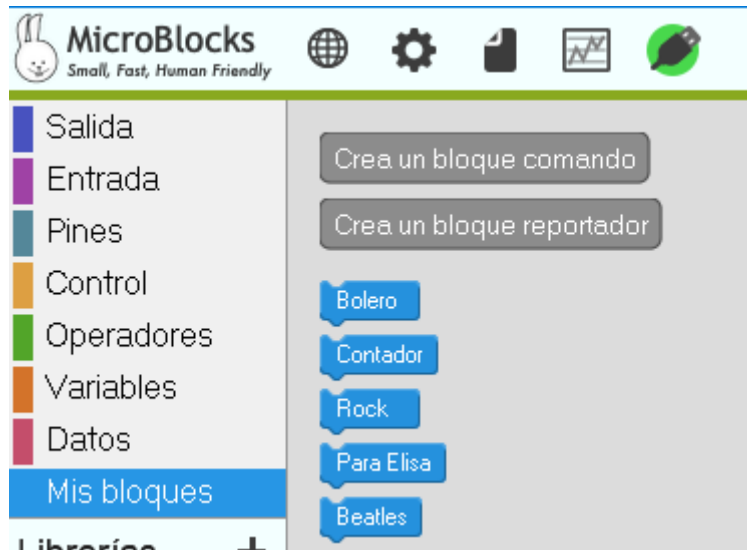 MicroBlocks
Small, Fast, Human Friendly
Salida
Entrada
Pines
Control
Operadores
Variables
Datos
Mis bloques
Librerías +
Crea un bloque comando
Crea un bloque reportador
Bolero
Contador
Rock
Para Elisa
Beatles